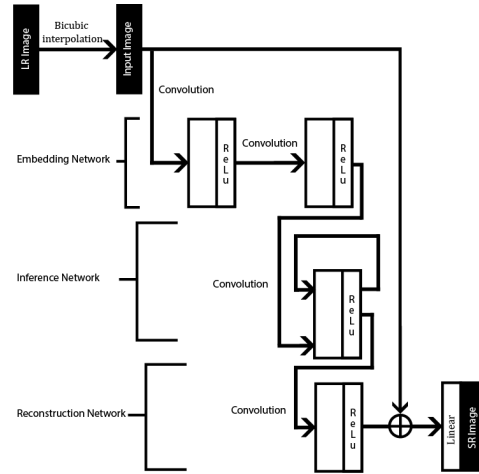 LR Image
Bicubic
interpolation
Input Image
Convolution
Embedding Network
ReLu
Convolution
ReLu
Inference Network
Convolution
ReLu
Reconstruction Network
Convolution
ReLu
Linear
SR Image